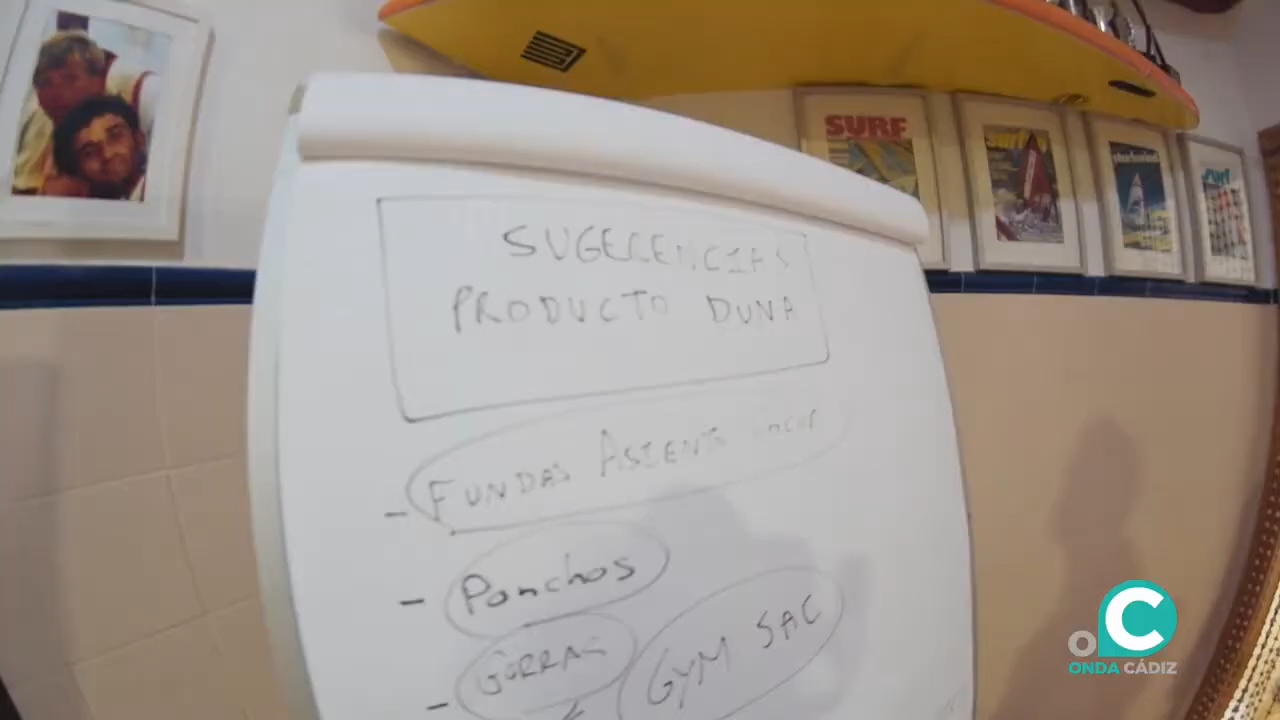 SURF
SUGERENCIAS
PRODUCTO DUNA
- FUNDAS ASIENTO
- Ponchos
- GORRAS
GYM SAC
C
O
ONDA CÁDIZ